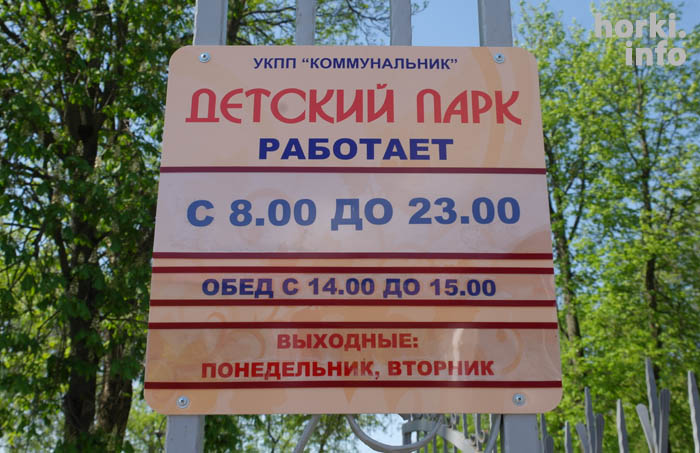 horki.
info
УКПП "КОММУНАЛЬНИК"
ДЕТСКИЙ ПАРК
РАБОТАЕТ
С 8.00 ДО 23.00
ОБЕД С 14.00 ДО 15.00
ВЫХОДНЫЕ:
ПОНЕДЕЛЬНИК, ВТОРНИК